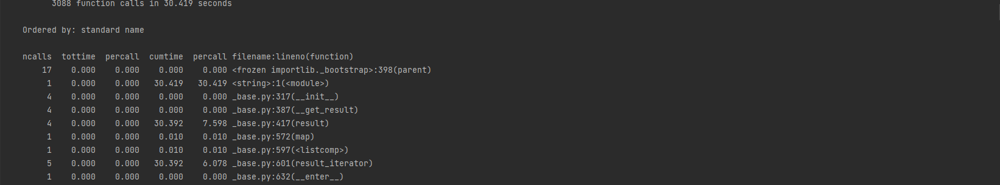 3088 function calls in 30.419 seconds
Ordered by: standard name
ncalls  tottime  percall  cumtime  percall filename:lineno(function)
17    0.000    0.000    0.000    0.000 <frozen importlib._bootstrap>:398(parent)
1    0.000    0.000   30.419   30.419 <string>:1(<module>)
4    0.000    0.000    0.000    0.000 _base.py:317(__init__)
4    0.000    0.000    0.000    0.000 _base.py:387(__get_result)
4    0.000    0.000   30.392    7.598 _base.py:417(result)
1    0.000    0.000    0.010    0.010 _base.py:572(map)
1    0.000    0.000    0.010    0.010 _base.py:597(<listcomp>)
5    0.000    0.000   30.392    6.078 _base.py:601(result_iterator)
1    0.000    0.000    0.000    0.000 _base.py:632(__enter__)